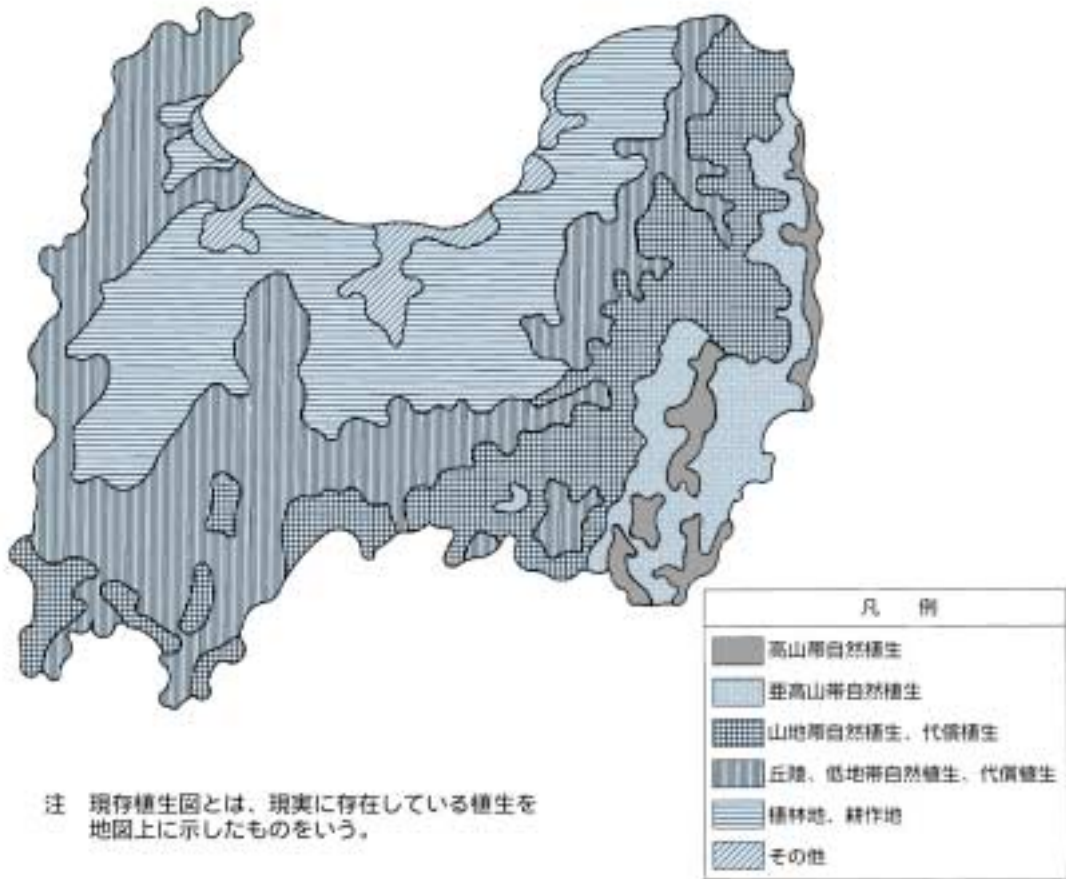 凡 例
高山帯自然植生
亜高山帯自然植生
山地帯自然植生、代償植生
丘陵、低地帯自然植生、代償植生
植林地、耕作地
その他
注 現存植生図とは、現実に存在している植生を
地図上に示したものをいう。